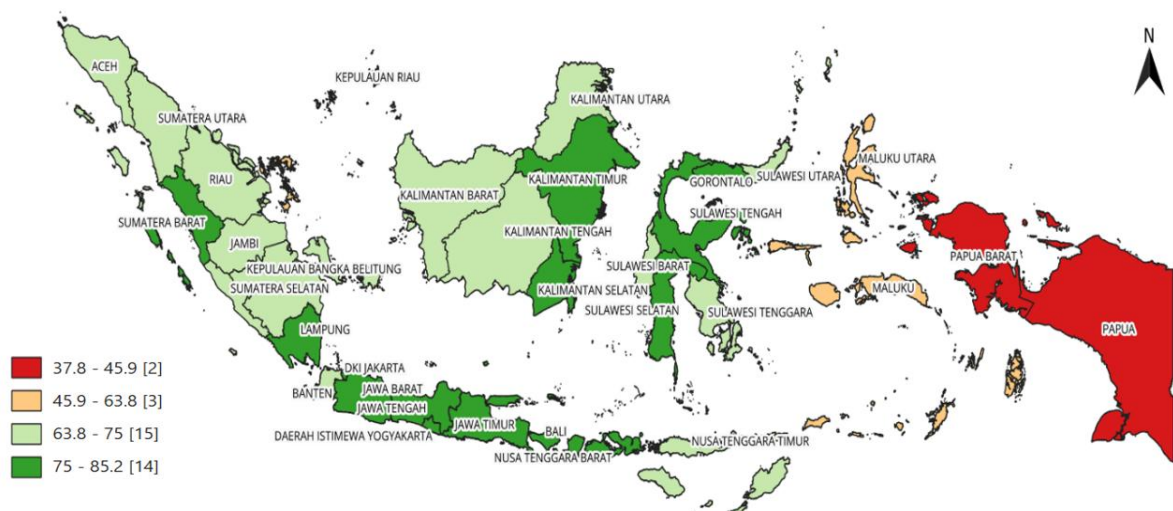 N
ACEH
KEPULAUAN RIAU
KALIMANTAN UTARA
SUMATERA UTARA
MALUKU UTARA
SULAWESI UTARA
RIAU
KALIMANTAN TIMUR
GORONTALO
KALIMANTAN BARAT
SUMATERA BARAT
SULAWESI TENGAH
KALIMANTAN TENGAH
JAMBI
PAPUA BARAT
KEPULAUAN BANGKA BELITUNG
SULAWESI BARAT
SUMATERA SELATAN
KALIMANTAN SELATAN
MALUKU
SULAWESI SELATAN
SULAWESI TENGGARA
LAMPUNG
PAPUA
DKI JAKARTA
37.8 - 45.9 [2]
JAWA BARAT
BANTEN
45.9 - 63.8 [3]
JAWA TENGAH
JAWA TIMUR
BALI
63.8 - 75 [15]
DAERAH ISTIMEWA YOGYAKARTA
NUSA TENGGARA TIMUR
NUSA TENGGARA BARAT
75 - 85.2 [14]